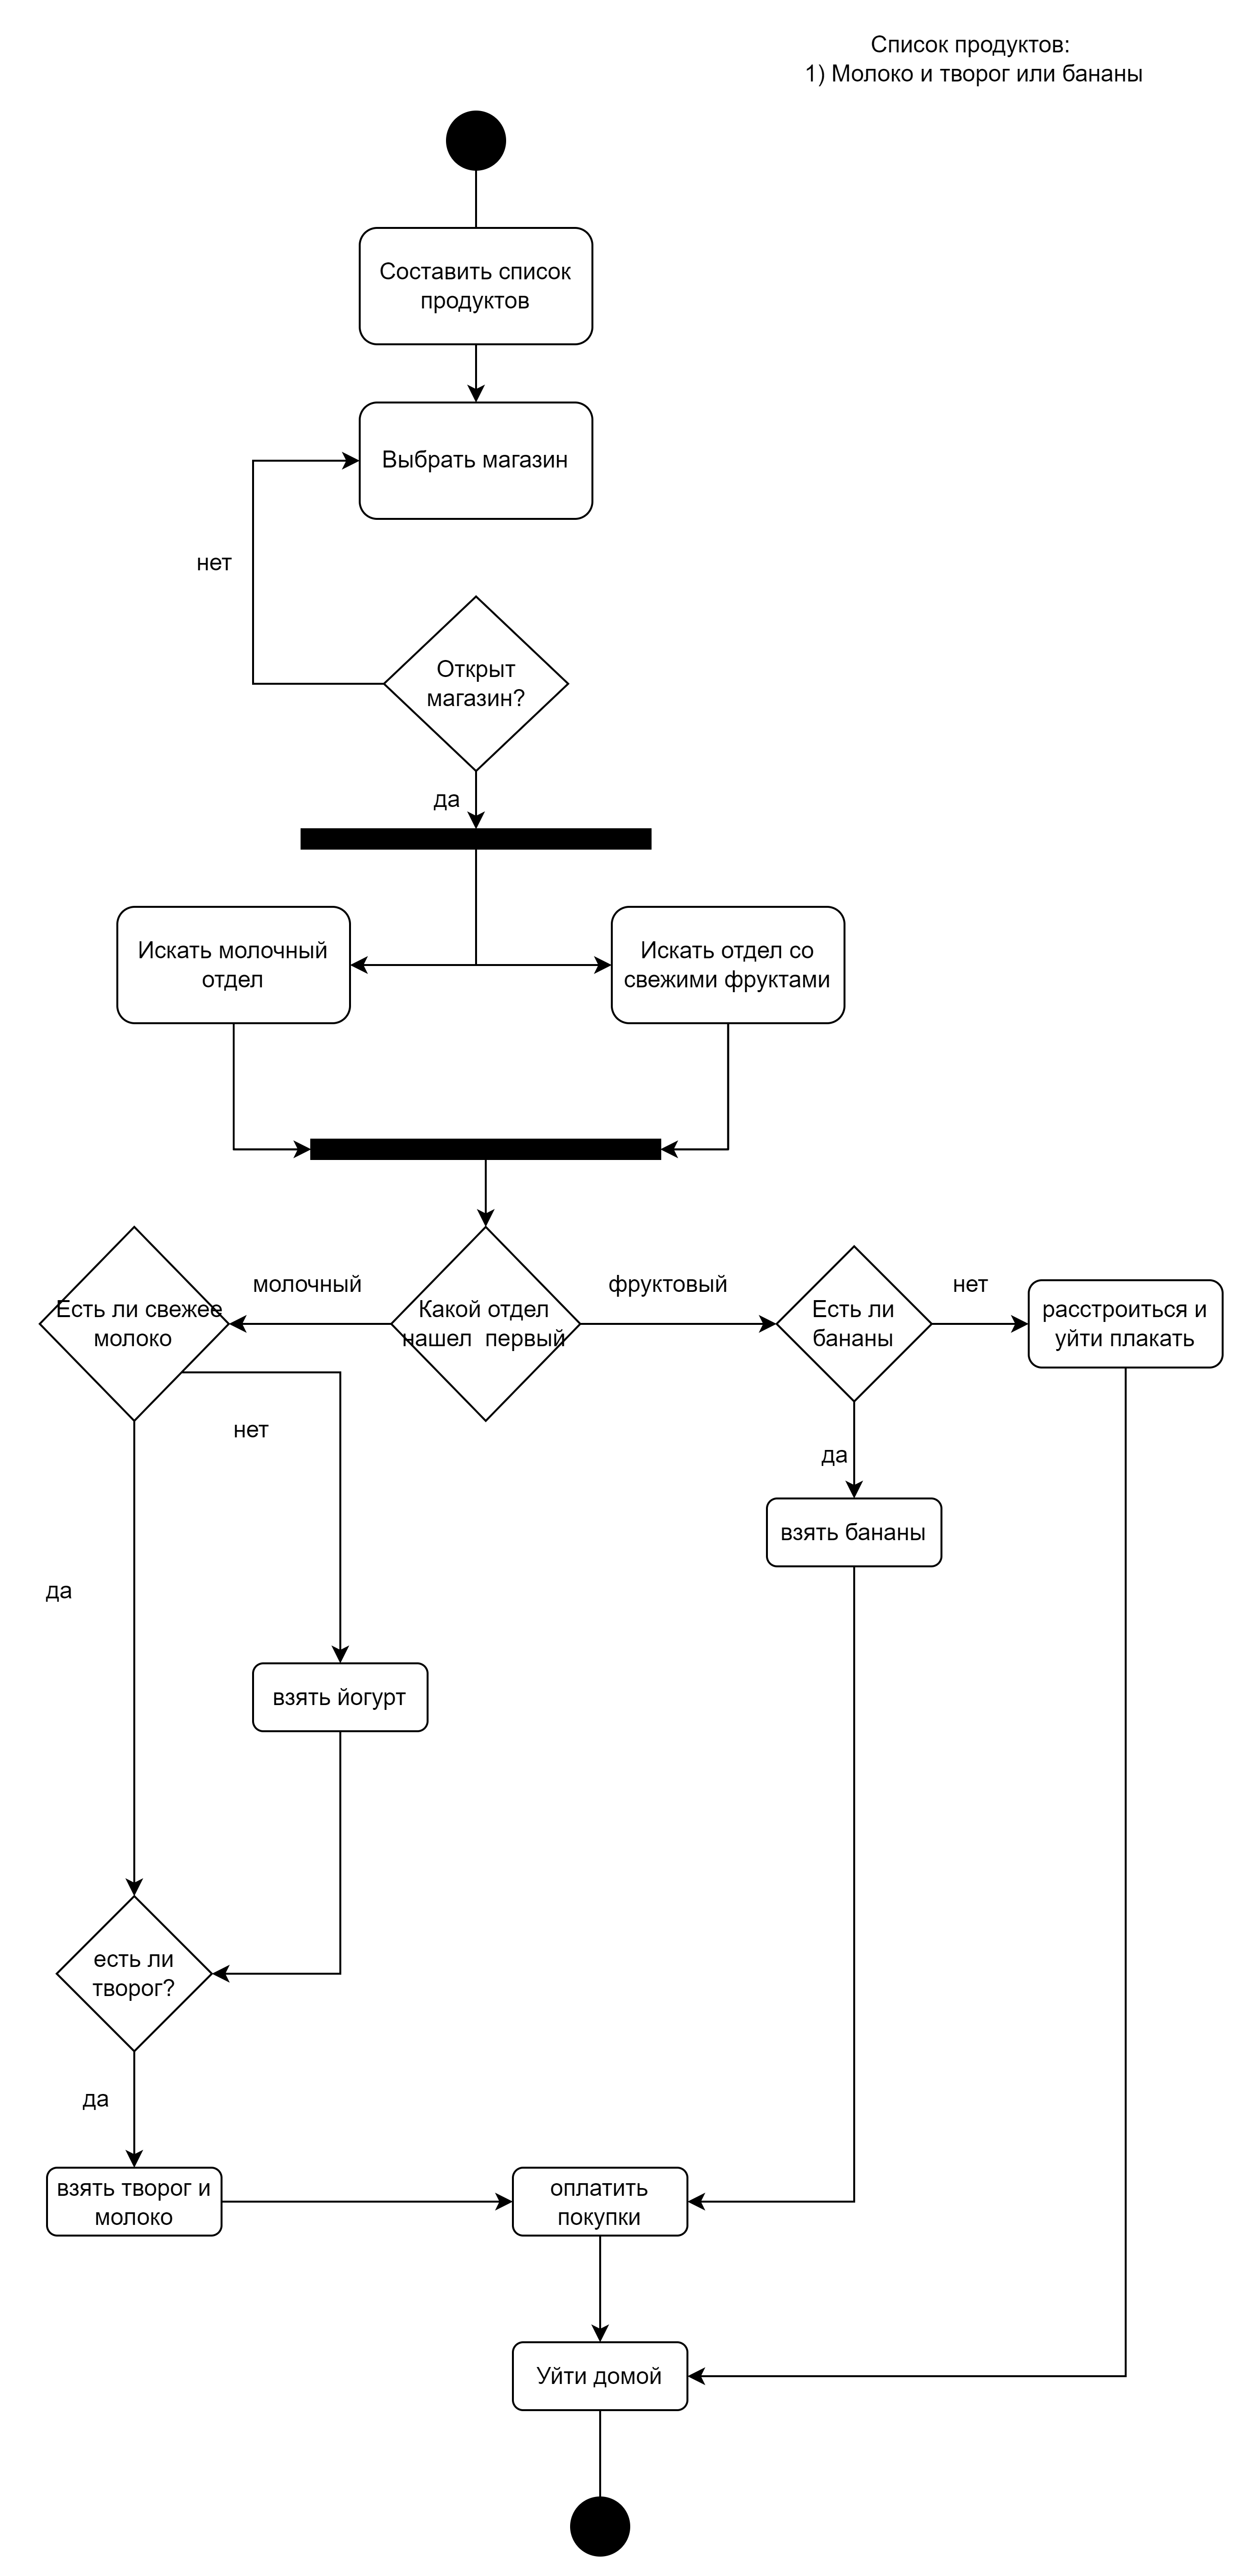 Список продуктов:
1) Молоко и творог или бананы
Составить список
продуктов
Выбрать магазин
нет
Открыт
магазин?
да
Искать молочный
отдел
Искать отдел со
свежими фруктами
Есть ли свежее
молоко
молочный
Какой отдел
нашел первый
фруктовый
Есть ли
бананы
нет
расстроиться и
уйти плакать
нет
да
взять бананы
да
взять йогурт
есть ли
творог?
да
взять творог и
молоко
оплатить
покупки
Уйти домой